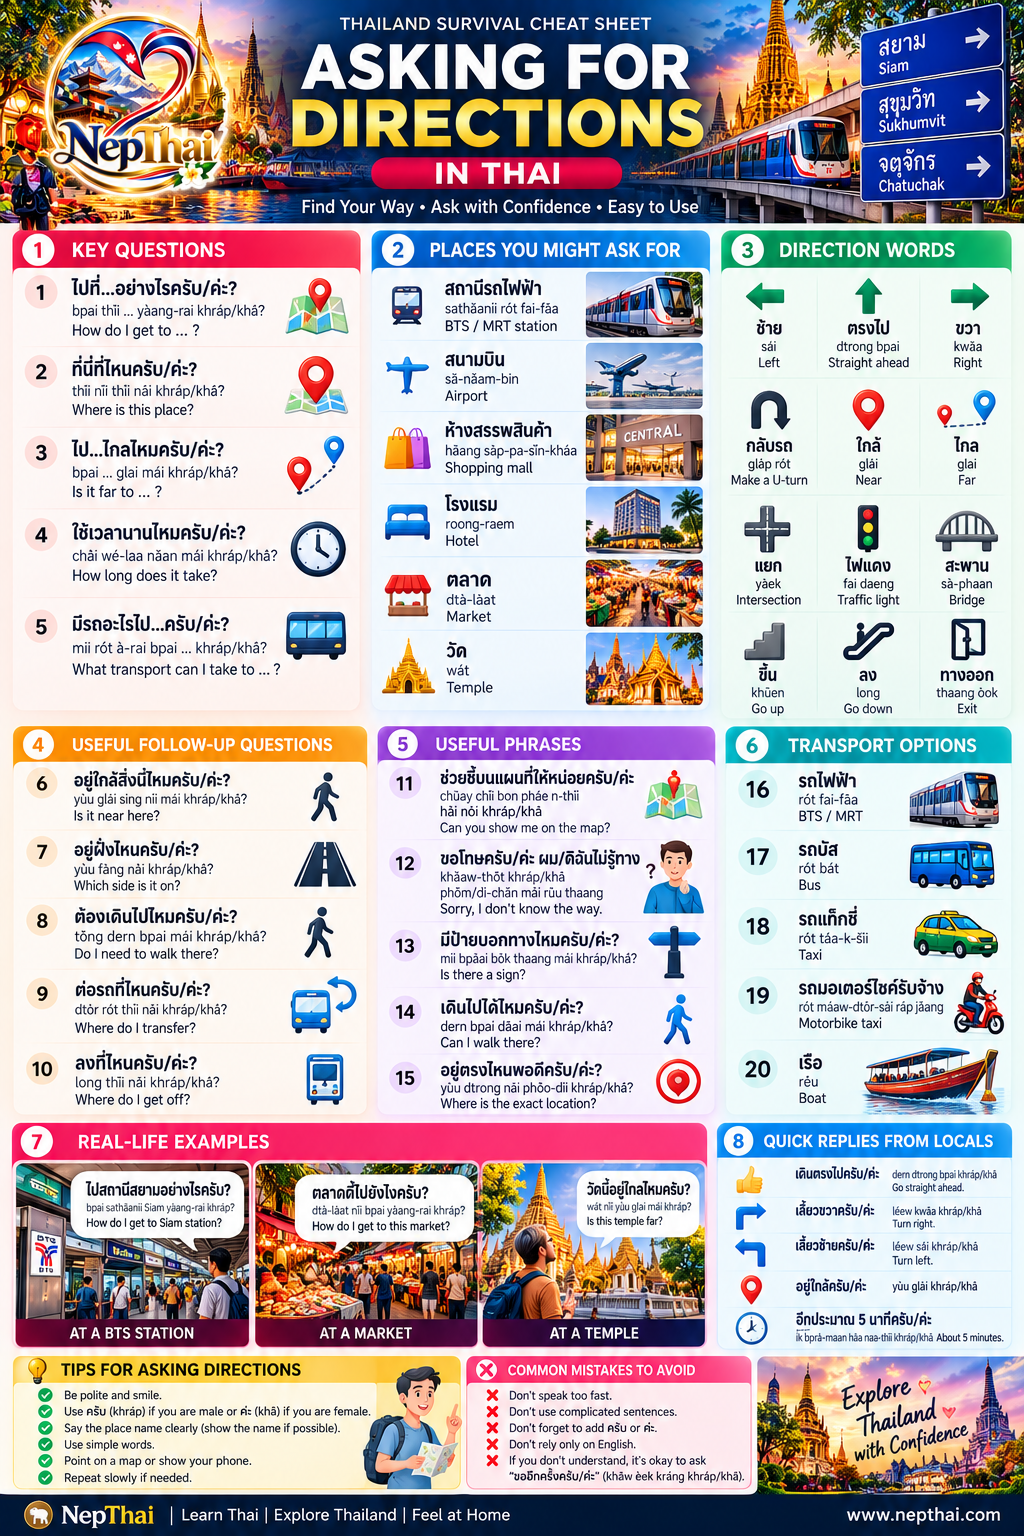 THAILAND SURVIVAL CHEAT SHEET
ASKING FOR
DIRECTIONS
IN THAI
Find Your Way • Ask with Confidence • Easy to Use
NepThai
สยาม
Siam
สุขุมวิท
Sukhumvit
จตุจักร
Chatuchak
1 KEY QUESTIONS
1 ไปที่...อย่างไรครับ/ค่ะ?
bpai thîi ... yàang-rai khráp/khâ?
How do I get to ... ?
2 ที่นี่ที่ไหนครับ/ค่ะ?
thîi nîi thîi nǎi khráp/khâ?
Where is this place?
3 ไป...ไกลไหมครับ/ค่ะ?
bpai ... glai mái khráp/khâ?
Is it far to ... ?
4 ใช้เวลานานไหมครับ/ค่ะ?
chái wé-laa nǎan mái khráp/khâ?
How long does it take?
5 มีรถอะไรไป...ครับ/ค่ะ?
mii rót à-rai bpai ... khráp/khâ?
What transport can I take to ... ?
2 PLACES YOU MIGHT ASK FOR
สถานีรถไฟฟ้า
sathǎanii rót fai-fǎa
BTS / MRT station
สนามบิน
sǎ-nǎam-bin
Airport
ห้างสรรพสินค้า
hǎang sàp-pa-sǐn-kháa
Shopping mall
CENTRAL
โรงแรม
roong-raem
Hotel
ตลาด
dtà-làat
Market
วัด
wát
Temple
3 DIRECTION WORDS
ซ้าย
sái
Left
ตรงไป
dtrong bpai
Straight ahead
ขวา
kwǎa
Right
กลับรถ
glàp rót
Make a U-turn
ใกล้
glái
Near
ไกล
glai
Far
แยก
yàek
Intersection
ไฟแดง
fai daeng
Traffic light
สะพาน
sà-phaan
Bridge
ขึ้น
khûen
Go up
ลง
long
Go down
ทางออก
thaang òok
Exit
4 USEFUL FOLLOW-UP QUESTIONS
6 อยู่ใกล้สิ่งนี้ไหมครับ/ค่ะ?
yùu glái sìng níi mái khráp/khâ?
Is it near here?
7 อยู่ฝั่งไหนครับ/ค่ะ?
yùu fàng nǎi khráp/khâ?
Which side is it on?
8 ต้องเดินไปไหมครับ/ค่ะ?
tông dern bpai mái khráp/khâ?
Do I need to walk there?
9 ต่อรถที่ไหนครับ/ค่ะ?
dtòr rót thîi nǎi khráp/khâ?
Where do I transfer?
10 ลงที่ไหนครับ/ค่ะ?
long thîi nǎi khráp/khâ?
Where do I get off?
5 USEFUL PHRASES
11 ช่วยชี้บนแผนที่ให้หน่อยครับ/ค่ะ
chûay chíi bon pháe n-thîi
hâi nòi khráp/khâ
Can you show me on the map?
12 ขอโทษครับ/ค่ะ ผม/ดิฉันไม่รู้ทาง
khǎaw-thôt khráp/khâ
phǒm/di-chǎn mâi rúu thaang
Sorry, I don't know the way.
13 มีป้ายบอกทางไหมครับ/ค่ะ?
mii bpâai bòk thaang mái khráp/khâ?
Is there a sign?
14 เดินไปได้ไหมครับ/ค่ะ?
dern bpai dâai mái khráp/khâ?
Can I walk there?
15 อยู่ตรงไหนพอดีครับ/ค่ะ?
yùu dtrong nǎi phôo-dii khráp/khâ?
Where is the exact location?
6 TRANSPORT OPTIONS
16 รถไฟฟ้า
rót fai-fǎa
BTS / MRT
17 รถบัส
rót bát
Bus
18 รถแท็กซี่
rót táa-k-sîi
Taxi
19 รถมอเตอร์ไซค์รับจ้าง
rót máaw-dtôr-sái ráp jâang
Motorbike taxi
20 เรือ
rêu
Boat
7 REAL-LIFE EXAMPLES
ไปสถานีสยามอย่างไรครับ?
bpai sathǎanii Siam yàang-rai khráp?
How do I get to Siam station?
AT A BTS STATION
ตลาดดี้ไปยังไงครับ?
dtà-làat nîi bpai yàang-rai khráp?
How do I get to this market?
AT A MARKET
วัดนี้อยู่ไกลไหมครับ?
wát níi yùu glai mái khráp?
Is this temple far?
AT A TEMPLE
8 QUICK REPLIES FROM LOCALS
เดินตรงไปครับ/ค่ะ dern dtrong bpai khráp/khâ
Go straight ahead.
เลี้ยวขวาครับ/ค่ะ léew kwǎa khráp/khâ
Turn right.
เลี้ยวซ้ายครับ/ค่ะ léew sái khráp/khâ
Turn left.
อยู่ใกล้ครับ/ค่ะ yùu glâi khráp/khâ
อีกประมาณ 5 นาทีครับ/ค่ะ
ìk bprà-maan hâa naa-thii khráp/khâ About 5 minutes.
TIPS FOR ASKING DIRECTIONS
Be polite and smile.
Use ครับ (khráp) if you are male or ค่ะ (khâ) if you are female.
Say the place name clearly (show the name if possible).
Use simple words.
Point on a map or show your phone.
Repeat slowly if needed.
COMMON MISTAKES TO AVOID
Don't speak too fast.
Don't use complicated sentences.
Don't forget to add ครับ or ค่ะ.
Don't rely only on English.
If you don't understand, it's okay to ask
“ขออีกครั้งครับ/ค่ะ” (khǎw èek kráng khráp/khâ).
Explore
Thailand
with Confidence
NepThai | Learn Thai | Explore Thailand | Feel at Home
www.nepthai.com